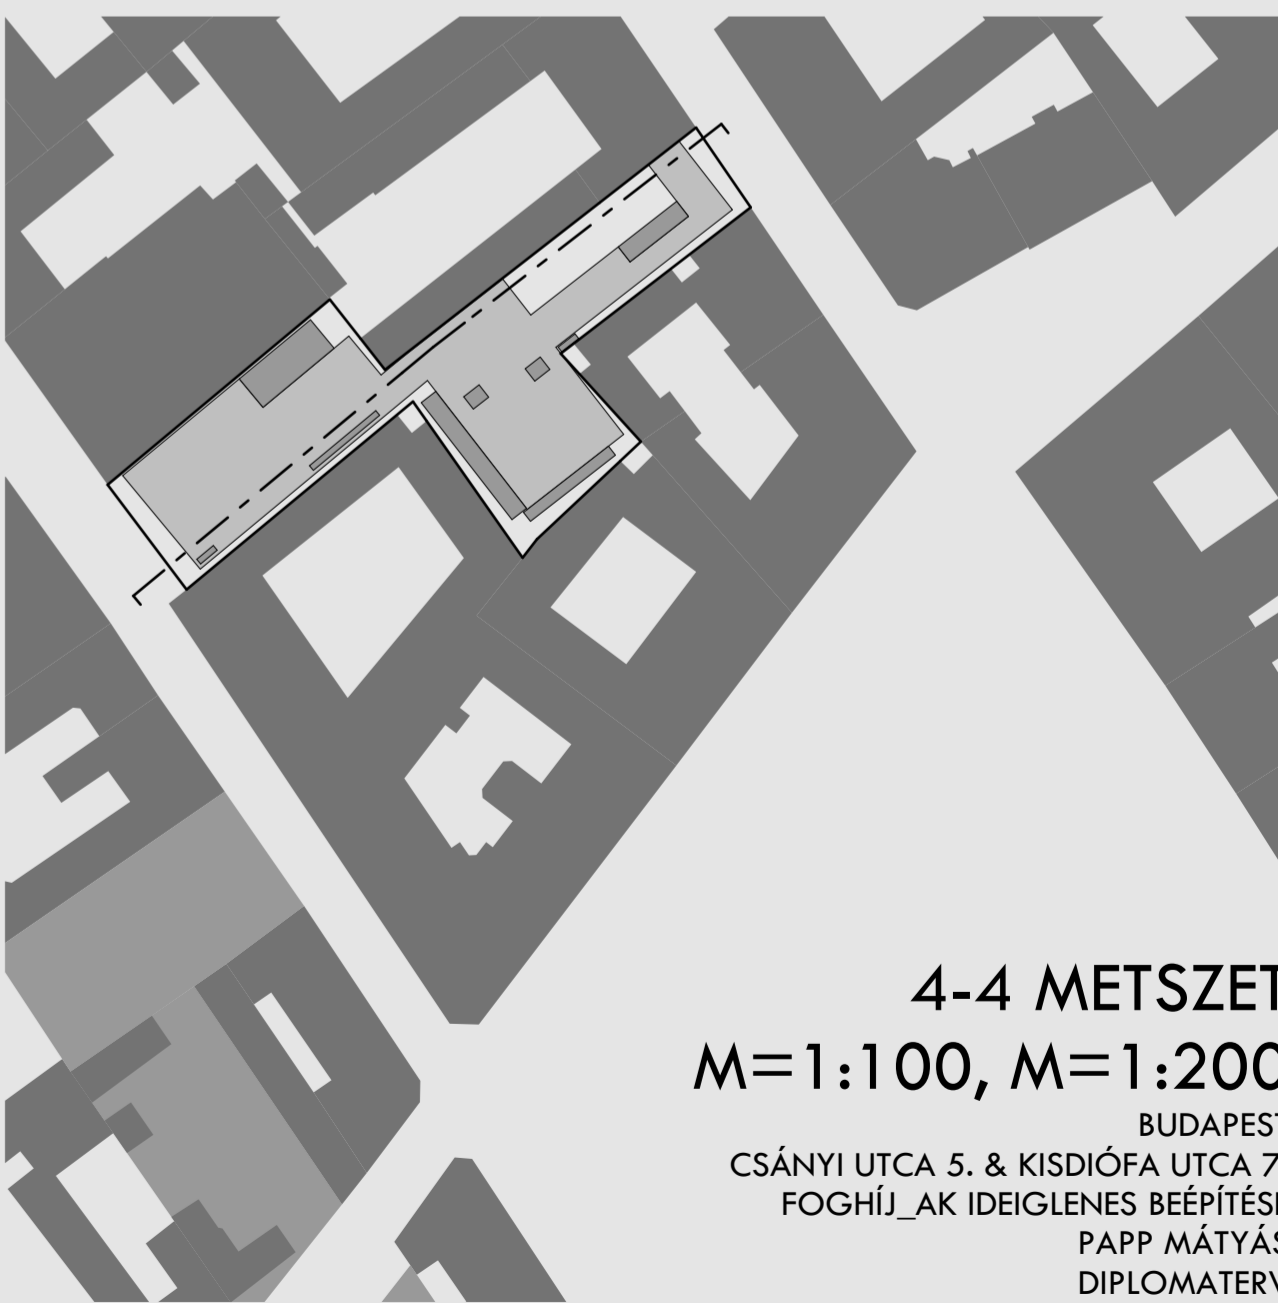 4-4 METSZET
M=1:100, M=1:200
BUDAPEST
CSÁNYI UTCA 5. & KISDIÓFA UTCA 7.
FOGHÍJ_AK IDEIGLENES BEÉPÍTÉSE
PAPP MÁTYÁS
DIPLOMATERV